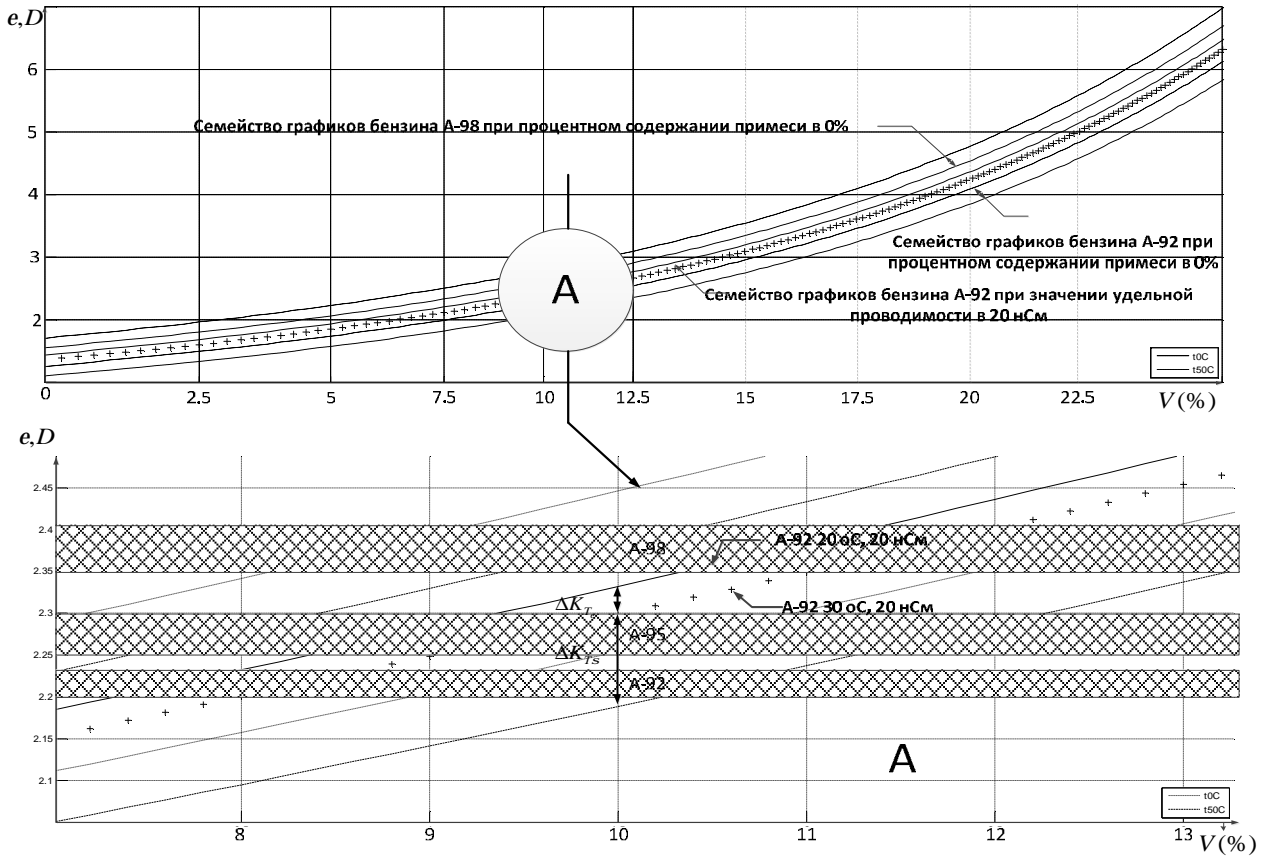 e,D
6
Семейство графиков бензина А-98 при процентном содержании примеси в 0%
5
4
Семейство графиков бензина А-92 при
процентном содержании примеси в 0%
3
A
Семейство графиков бензина А-92 при значении удельной
проводимости в 20 нСм
2
t0C
t50C
0 2.5 5 7.5 10 12.5 15 17.5 20 22.5
V(%)
e,D
2.45
2.4
А-98
А-92 20 оС, 20 нСм
2.35
ΔK_T
А-92 30 оС, 20 нСм
2.3
А-95
ΔK_Ts
2.25
А-92
2.2
2.15
A
2.1
t0C
t50C
8 9 10 11 12 13
V(%)